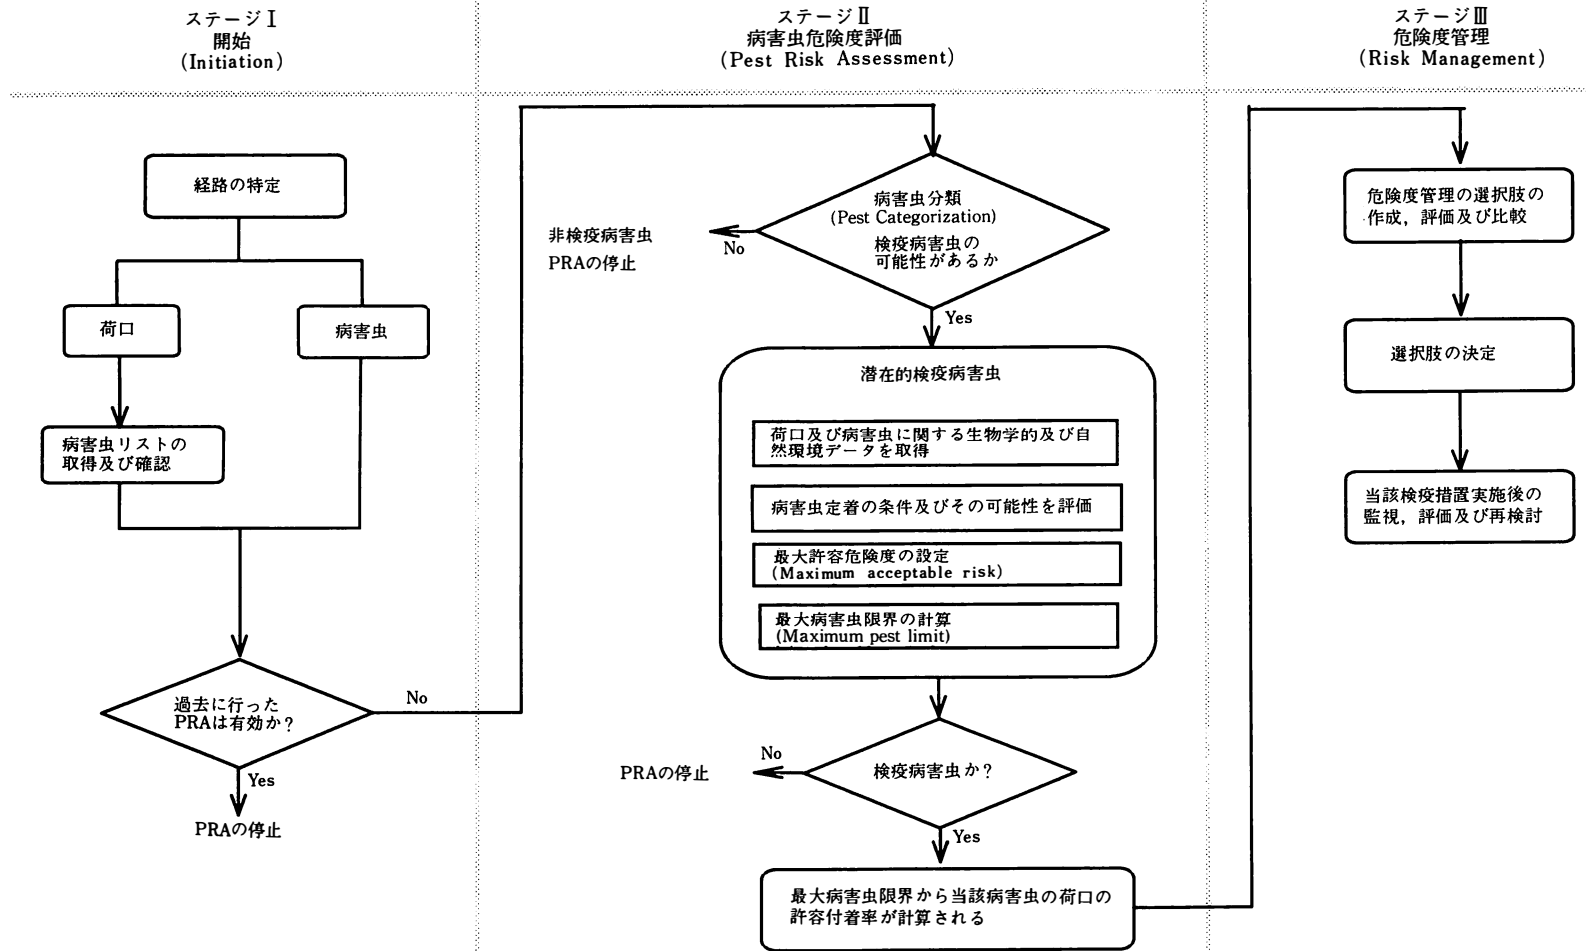 ステージⅠ
開始
(Initiation)
経路の特定
荷口
病害虫
病害虫リストの
取得及び確認
過去に行った
PRAは有効か?
No
Yes
PRAの停止
ステージⅡ
病害虫危険度評価
(Pest Risk Assessment)
病害虫分類
(Pest Categorization)
検疫病害虫の
可能性があるか
No
非検疫病害虫
PRAの停止
Yes
潜在的検疫病害虫
荷口及び病害虫に関する生物学的及び自
然環境データを取得
病害虫定着の条件及びその可能性を評価
最大許容危険度の設定
(Maximum acceptable risk)
最大病害虫限界の計算
(Maximum pest limit)
検疫病害虫か?
No
PRAの停止
Yes
最大病害虫限界から当該病害虫の荷口の
許容付着率が計算される
ステージⅢ
危険度管理
(Risk Management)
危険度管理の選択肢の
作成，評価及び比較
選択肢の決定
当該検疫措置実施後の
監視，評価及び再検討